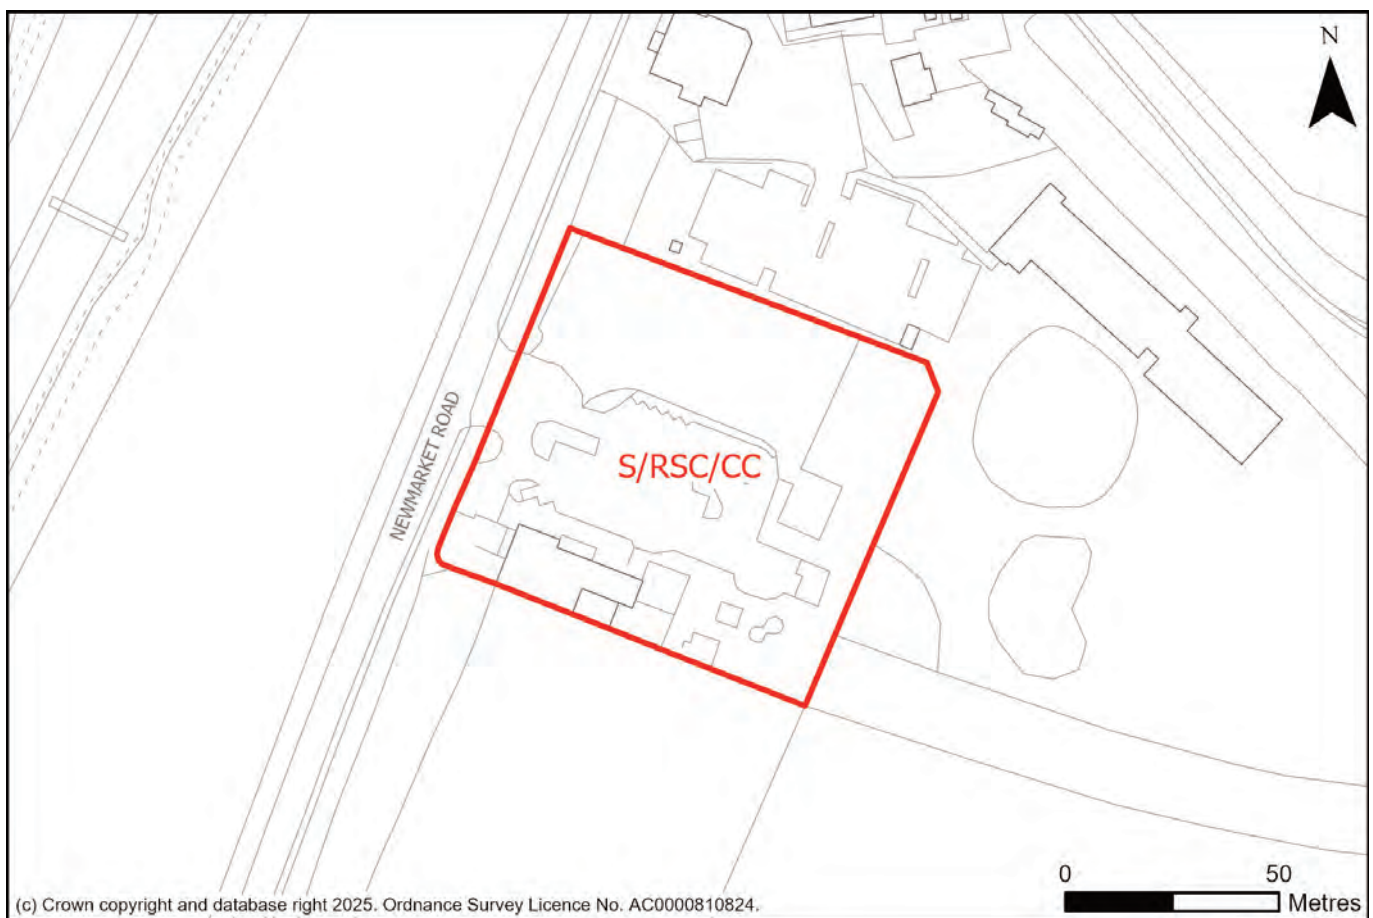 N
NEWMARKET ROAD
S/RSC/CC
0 50
Metres
(c) Crown copyright and database right 2025. Ordnance Survey Licence No. AC0000810824.